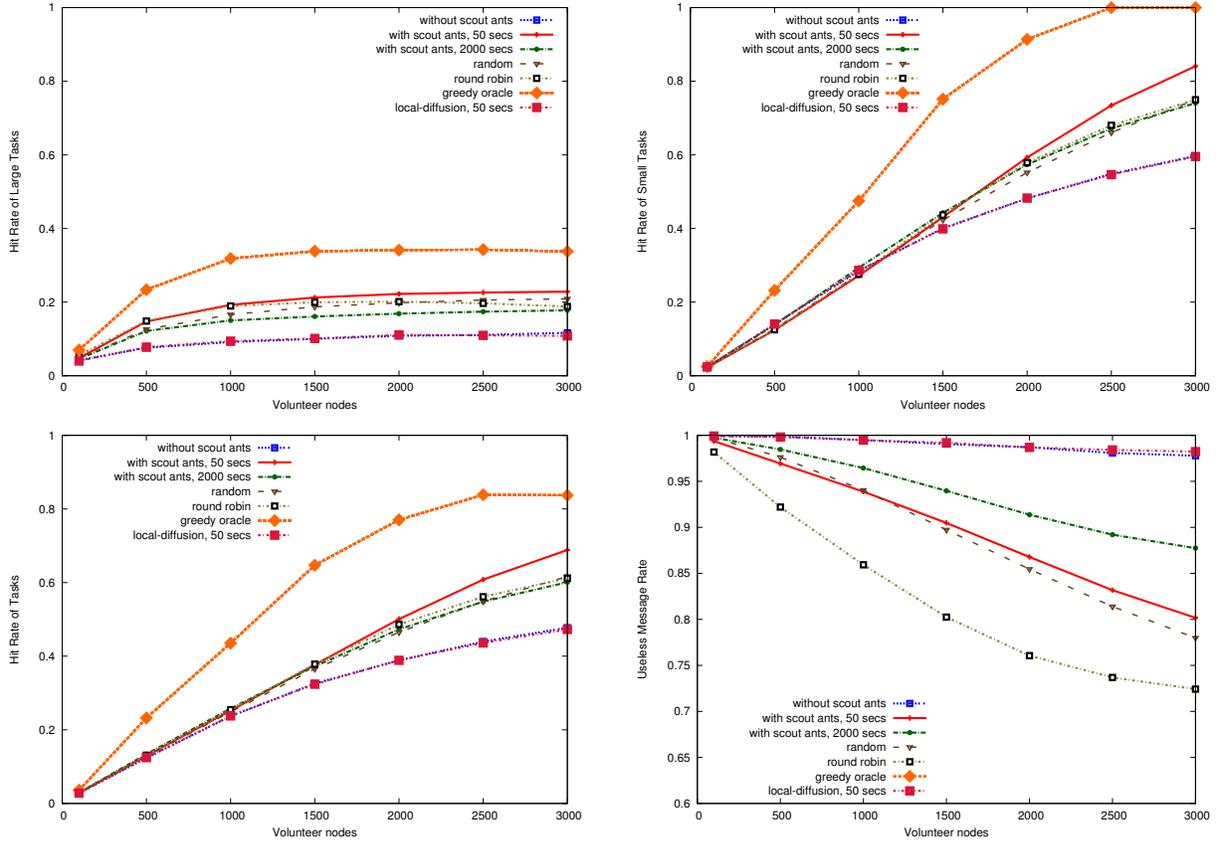 Hit Rate of Large Tasks
1
0.8
0.6
0.4
0.2
0
without scout ants
with scout ants, 50 secs
with scout ants, 2000 secs
random
round robin
greedy oracle
local-diffusion, 50 secs
0 500 1000 1500 2000 2500 3000
Volunteer nodes
Hit Rate of Small Tasks
1
0.8
0.6
0.4
0.2
0
without scout ants
with scout ants, 50 secs
with scout ants, 2000 secs
random
round robin
greedy oracle
local-diffusion, 50 secs
0 500 1000 1500 2000 2500 3000
Volunteer nodes
Hit Rate of Tasks
1
0.8
0.6
0.4
0.2
0
without scout ants
with scout ants, 50 secs
with scout ants, 2000 secs
random
round robin
greedy oracle
local-diffusion, 50 secs
0 500 1000 1500 2000 2500 3000
Volunteer nodes
Useless Message Rate
1
0.95
0.9
0.85
0.8
0.75
0.7
0.65
0.6
without scout ants
with scout ants, 50 secs
with scout ants, 2000 secs
random
round robin
greedy oracle
local-diffusion, 50 secs
0 500 1000 1500 2000 2500 3000
Volunteer nodes